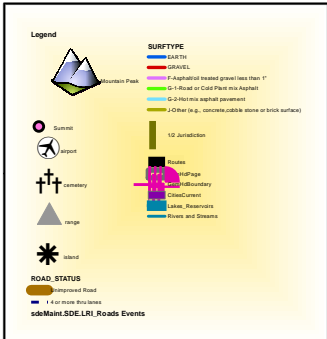 Legend
Mountain Peak
Summit
airport
cemetery
range
island
ROAD_STATUS
Unimproved Road
4 or more thru lanes
sdeMaint.SDE.LRI_Roads Events
SURFTYPE
EARTH
GRAVEL
F-Asphalt/oil treated gravel less than 1"
G-1-Road or Cold Plant mix Asphalt
G-2-Hot mix asphalt pavement
J-Other (e.g., concrete,cobble stone or brick surface)
1/2 Jurisdiction
Routes
CitiesCurrent
Lakes_Reservoirs
Rivers and Streams